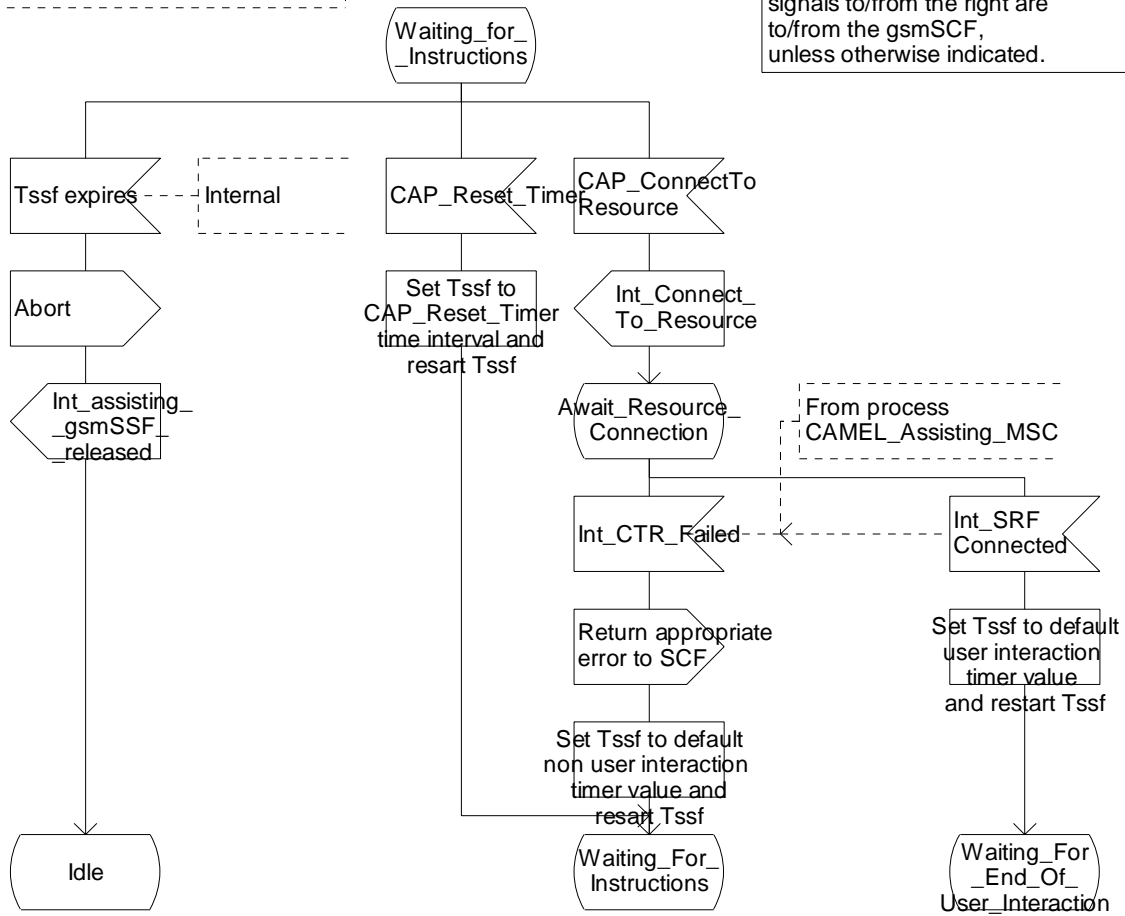 signals to/from the right are
to/from the gsmSCF,
unless otherwise indicated.
Waiting_for_
_Instructions
Tssf expires
Internal
CAP_Reset_Timer
CAP_ConnectTo
Resource
Abort
Set Tssf to
CAP_Reset_Timer
time interval and
resart Tssf
Int_Connect_
To_Resource
Int_assisting_
_gsmSSF_
_released
Await_Resource_
Connection
From process
CAMEL_Assisting_MSC
Int_CTR_Failed
Int_SRF
Connected
Return appropriate
error to SCF
Set Tssf to default
user interaction
timer value
and restart Tssf
Set Tssf to default
non user interaction
timer value and
resart Tssf
Idle
Waiting_For_
Instructions
Waiting_For
_End_Of_
User_Interaction